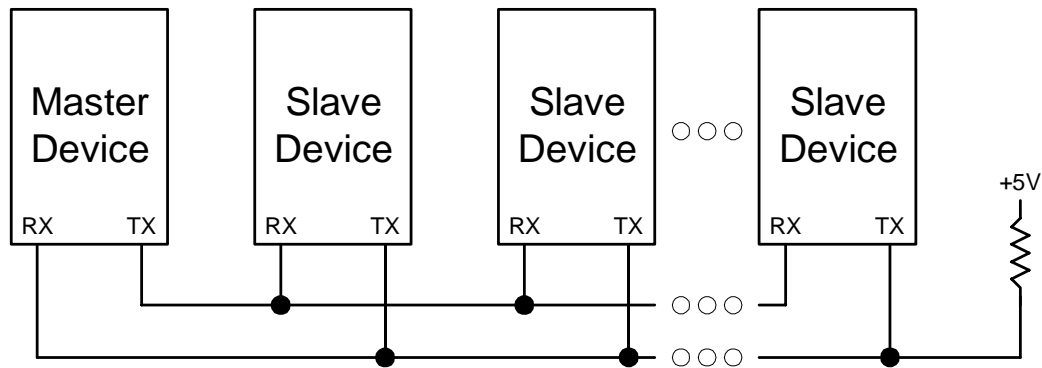 Master
Device
Slave
Device
Slave
Device
Slave
Device
+5V
RX TX
RX TX
RX TX
RX TX